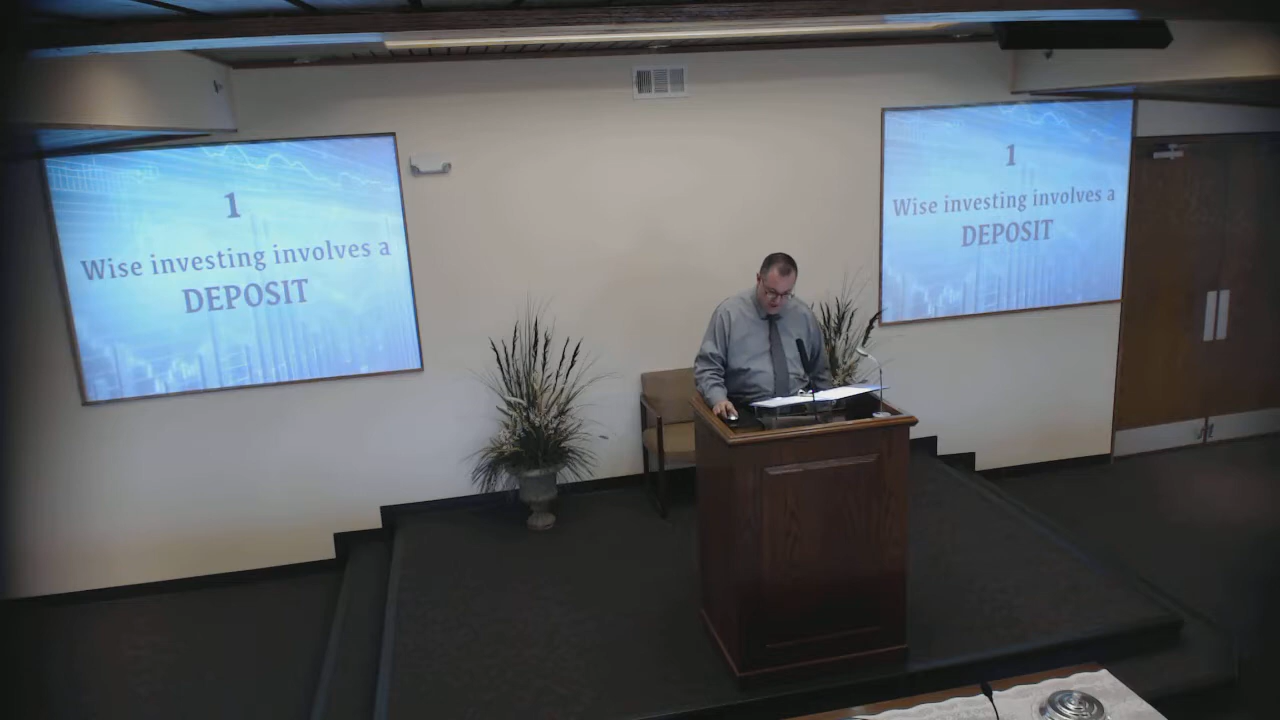 1
Wise investing involves a
DEPOSIT
1
Wise investing involves a
DEPOSIT